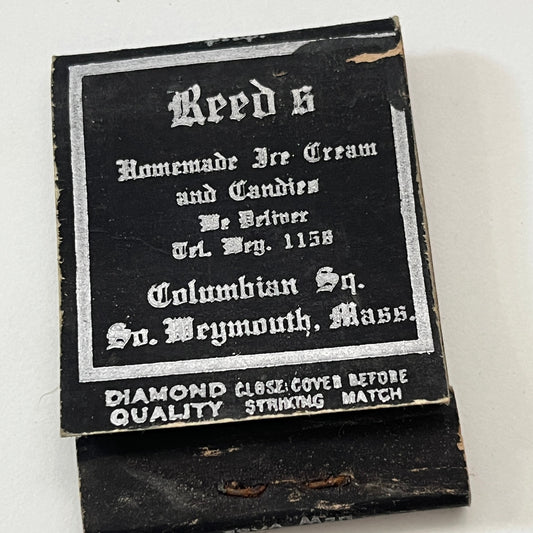 Reed's
Homemade Ice Cream
and Candies
We Deliver
Tel. Wey. 1158
Columbian Sq.
So. Weymouth, Mass.
DIAMOND CLOSE COVER BEFORE
QUALITY STRIKING MATCH